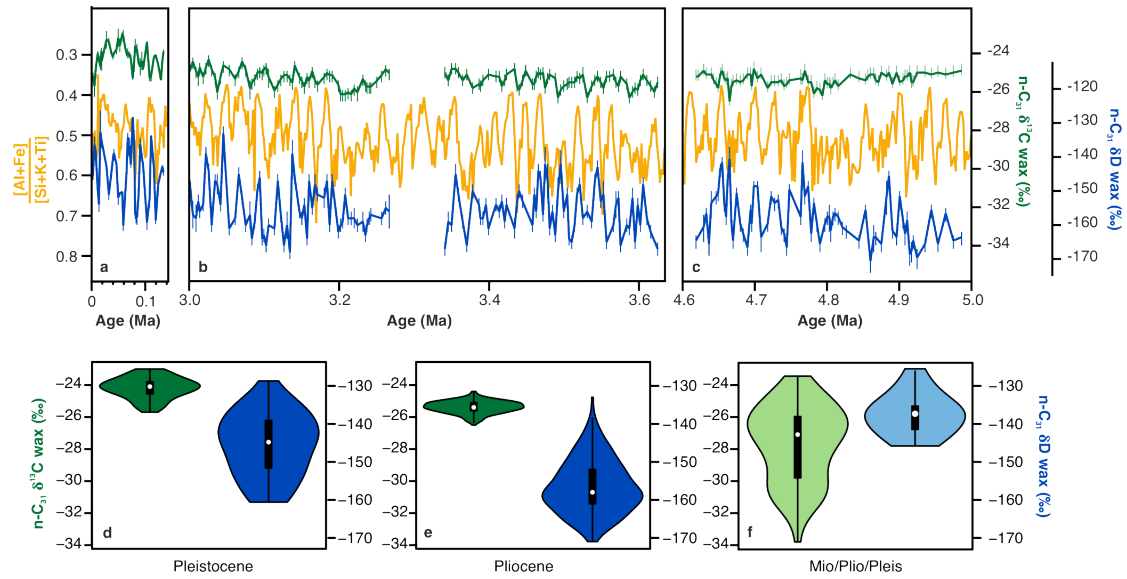 0.3
0.4
0.5
0.6
0.7
0.8
[Al+Fe]
[Si+K+Ti]
a
b
c
-24
-26
-28
-30
-32
-34
n-C31 δ13C wax (‰)
-120
-130
-140
-150
-160
-170
n-C31 δD wax (‰)
0 0.1
3.0 3.2 3.4 3.6
4.6 4.7 4.8 4.9 5.0
Age (Ma) Age (Ma) Age (Ma)
n-C31 δ13C wax (‰)
−24
−26
−28
−30
−32
−34
d
−130
−140
−150
−160
−170
Pleistocene
−24
−26
−28
−30
−32
−34
e
−130
−140
−150
−160
−170
Pliocene
−24
−26
−28
−30
−32
−34
f
−130
−140
−150
−160
−170
n-C31 δD wax (‰)
Mio/Plio/Pleis